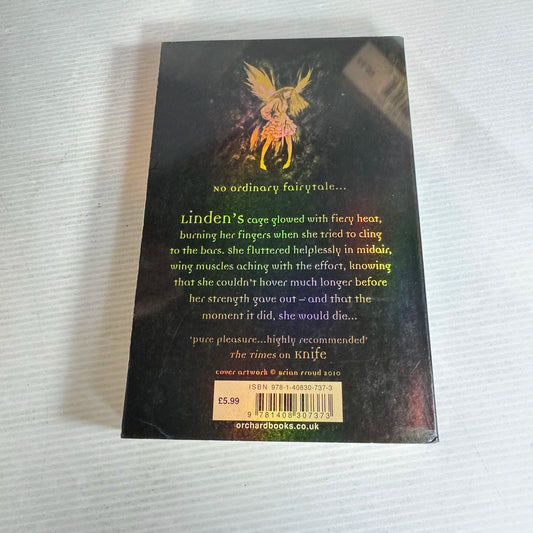 No ordinary fairytale...
Linden's cage glowed with fiery heat,
burning her fingers when she tried to cling
to the bars. She fluttered helplessly in midair,
wing muscles aching with the effort, knowing
that she couldn't hover much longer before
her strength gave out – and that the
moment it did, she would die...
'pure pleasure...highly recommended'
The Times on Knife
cover artwork © Brian Froud 2010
ISBN 978-1-40830-737-3
£5.99
9 781408 307373
orchardbooks.co.uk